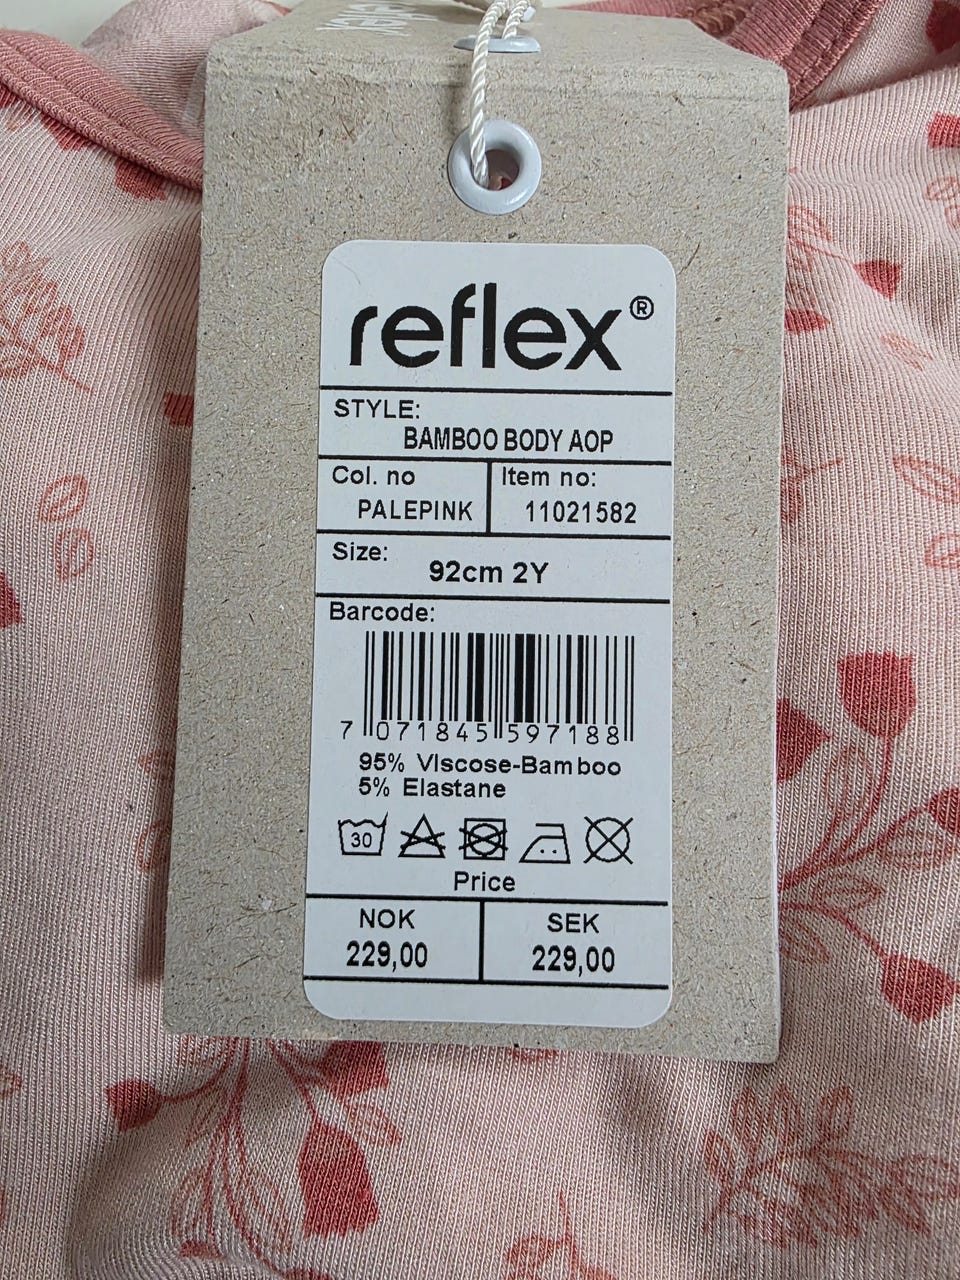 reflex®
STYLE:
BAMBOO BODY AOP
Col. no
PALEPINK
Item no:
11021582
Size:
92cm 2Y
Barcode:
7 071845 597188
95% Viscose-Bamboo
5% Elastane
30
Price
NOK
229,00
SEK
229,00